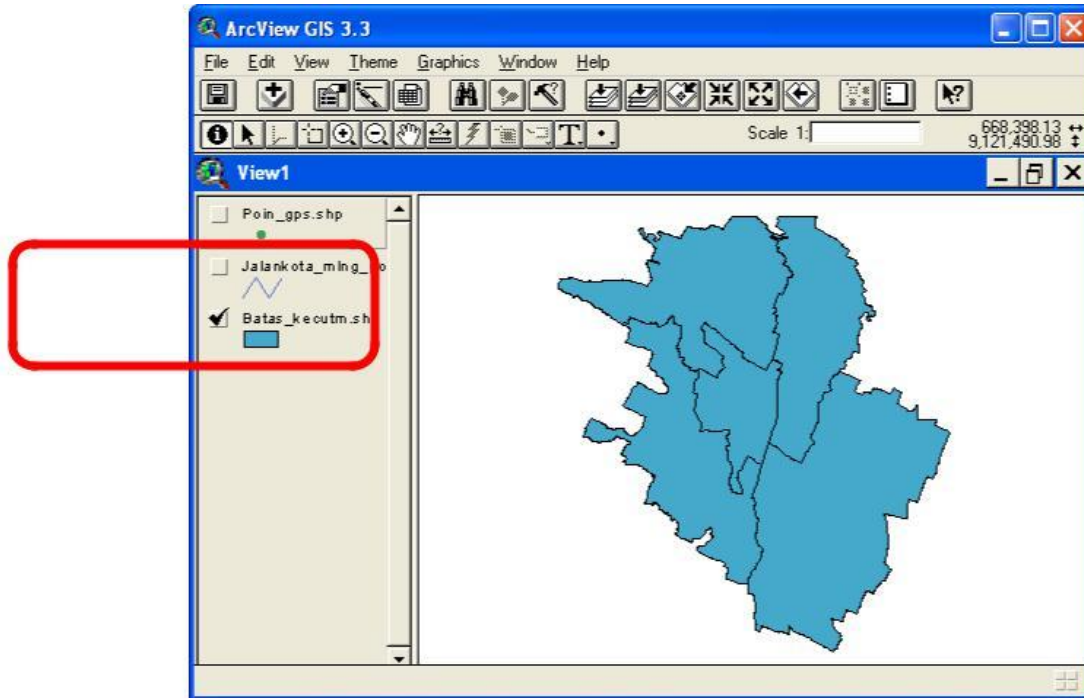 ArcView GIS 3.3
File Edit View Theme Graphics Window Help
Scale 1:
668,398.13
9,121,490.98
View1
Poin_gps.shp
Jalankota_mlng_
Batas_kecutm.sh